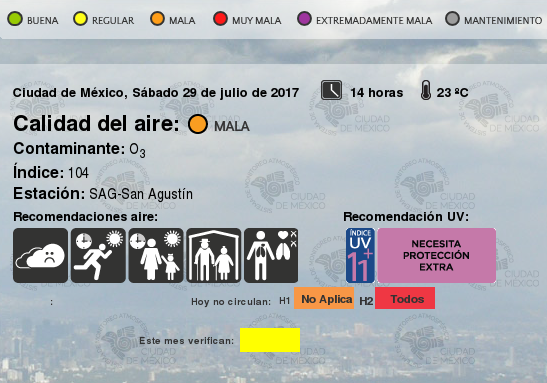 BUENA REGULAR MALA MUY MALA EXTREMADAMENTE MALA MANTENIMIENTO
Ciudad de México, Sábado 29 de julio de 2017 14 horas 23 ºC
Calidad del aire: MALA
Contaminante: O3
Índice: 104
Estación: SAG-San Agustín
Recomendaciones aire: Recomendación UV:
ÍNDICE UV 11+ NECESITA PROTECCIÓN EXTRA
: Hoy no circulan: H1 No Aplica H2 Todos
Este mes verifican:
CIUDAD DE MÉXICO